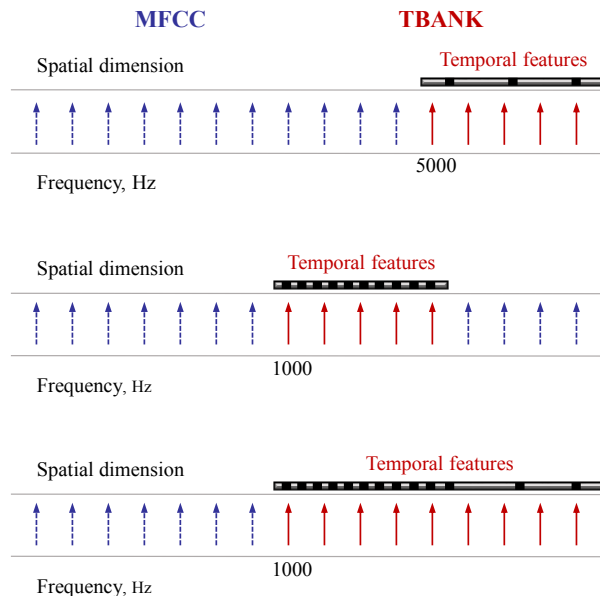 MFCC TBANK
Spatial dimension Temporal features
5000
Frequency, Hz
Spatial dimension Temporal features
1000
Frequency, Hz
Spatial dimension Temporal features
1000
Frequency, Hz